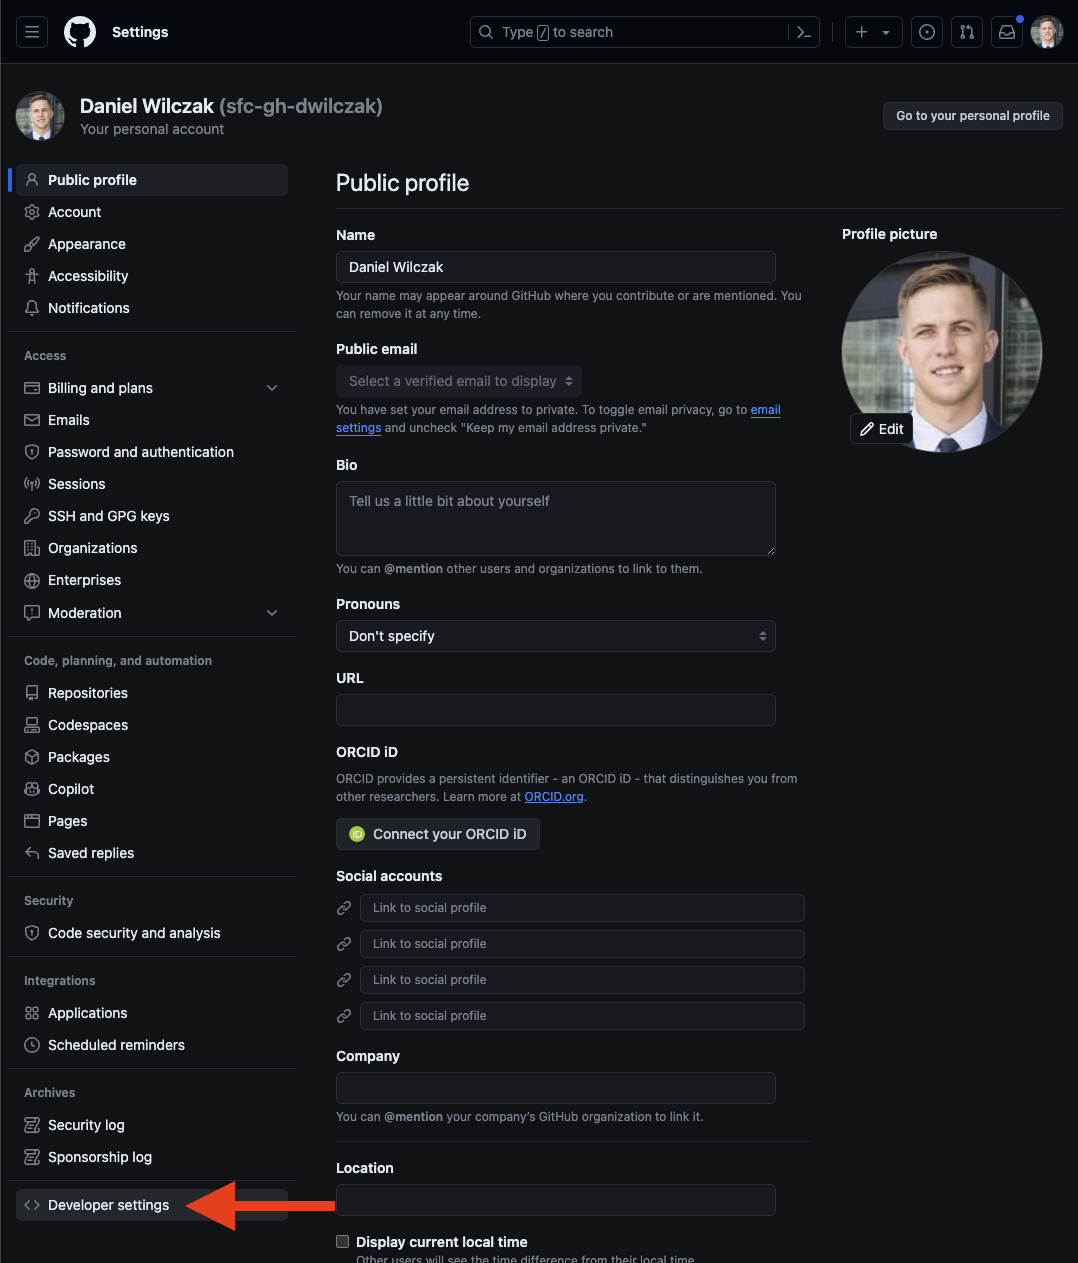 Settings
Type / to search
Daniel Wilczak (sfc-gh-dwilczak)
Your personal account
Go to your personal profile
Public profile
Account
Appearance
Accessibility
Notifications
Access
Billing and plans
Emails
Password and authentication
Sessions
SSH and GPG keys
Organizations
Enterprises
Moderation
Code, planning, and automation
Repositories
Codespaces
Packages
Copilot
Pages
Saved replies
Security
Code security and analysis
Integrations
Applications
Scheduled reminders
Archives
Security log
Sponsorship log
Developer settings
Public profile
Name
Daniel Wilczak
Your name may appear around GitHub where you contribute or are mentioned. You
can remove it at any time.
Public email
Select a verified email to display
You have set your email address to private. To toggle email privacy, go to email
settings and uncheck "Keep my email address private."
Bio
Tell us a little bit about yourself
You can @mention other users and organizations to link to them.
Pronouns
Don't specify
URL
ORCID iD
ORCID provides a persistent identifier - an ORCID iD - that distinguishes you from
other researchers. Learn more at ORCID.org.
iD Connect your ORCID iD
Social accounts
Link to social profile
Link to social profile
Link to social profile
Link to social profile
Company
You can @mention your company's GitHub organization to link it.
Location
Display current local time
Other users will see the time difference from their local time.
Profile picture
Edit